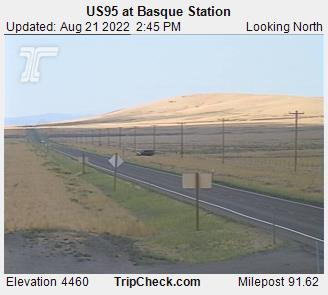 US95 at Basque Station
Updated: Aug 21 2022 2:45 PM Looking North
Elevation 4460 TripCheck.com Milepost 91.62